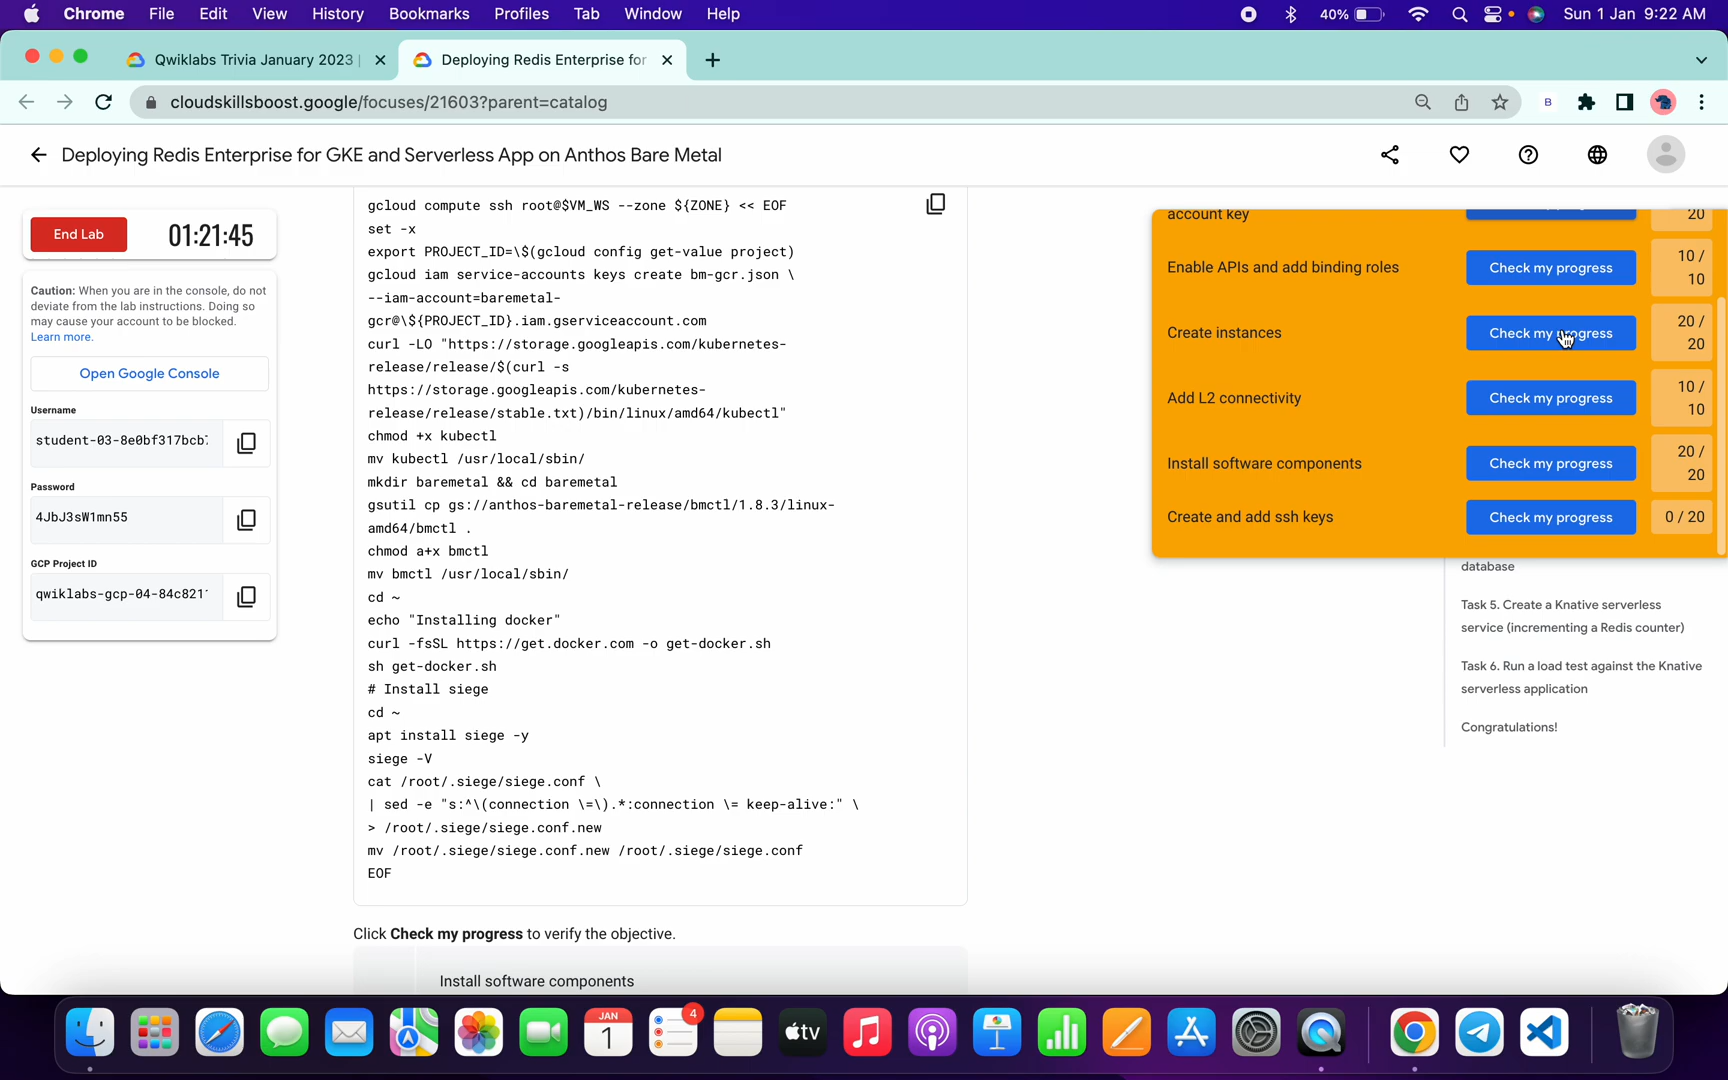 Chrome File Edit View History Bookmarks Profiles Tab Window Help 40% Sun 1 Jan 9:22 AM
Qwiklabs Trivia January 2023 Deploying Redis Enterprise for
cloudskillsboost.google/focuses/21603?parent=catalog B
Deploying Redis Enterprise for GKE and Serverless App on Anthos Bare Metal
End Lab 01:21:45
Caution: When you are in the console, do not
deviate from the lab instructions. Doing so
may cause your account to be blocked.
Learn more.
Open Google Console
Username
student-03-8e0bf317bcb
Password
4JbJ3sW1mn55
GCP Project ID
qwiklabs-gcp-04-84c821
gcloud compute ssh root@$VM_WS --zone ${ZONE} << EOF
set -x
export PROJECT_ID=\$(gcloud config get-value project)
gcloud iam service-accounts keys create bm-gcr.json \
--iam-account=baremetal-
gcr@\${PROJECT_ID}.iam.gserviceaccount.com
curl -LO "https://storage.googleapis.com/kubernetes-
release/release/$(curl -s
https://storage.googleapis.com/kubernetes-
release/release/stable.txt)/bin/linux/amd64/kubectl"
chmod +x kubectl
mv kubectl /usr/local/sbin/
mkdir baremetal && cd baremetal
gsutil cp gs://anthos-baremetal-release/bmctl/1.8.3/linux-
amd64/bmctl .
chmod a+x bmctl
mv bmctl /usr/local/sbin/
cd ~
echo "Installing docker"
curl -fsSL https://get.docker.com -o get-docker.sh
sh get-docker.sh
# Install siege
cd ~
apt install siege -y
siege -V
cat /root/.siege/siege.conf \
| sed -e "s:^\(connection \=\).*:connection \= keep-alive:" \
> /root/.siege/siege.conf.new
mv /root/.siege/siege.conf.new /root/.siege/siege.conf
EOF
Click Check my progress to verify the objective.
Install software components
account key 20
Enable APIs and add binding roles Check my progress 10 / 10
Create instances Check my progress 20 / 20
Add L2 connectivity Check my progress 10 / 10
Install software components Check my progress 20 / 20
Create and add ssh keys Check my progress 0 / 20
database
Task 5. Create a Knative serverless
service (incrementing a Redis counter)
Task 6. Run a load test against the Knative
serverless application
Congratulations!
JAN
1
4
tv